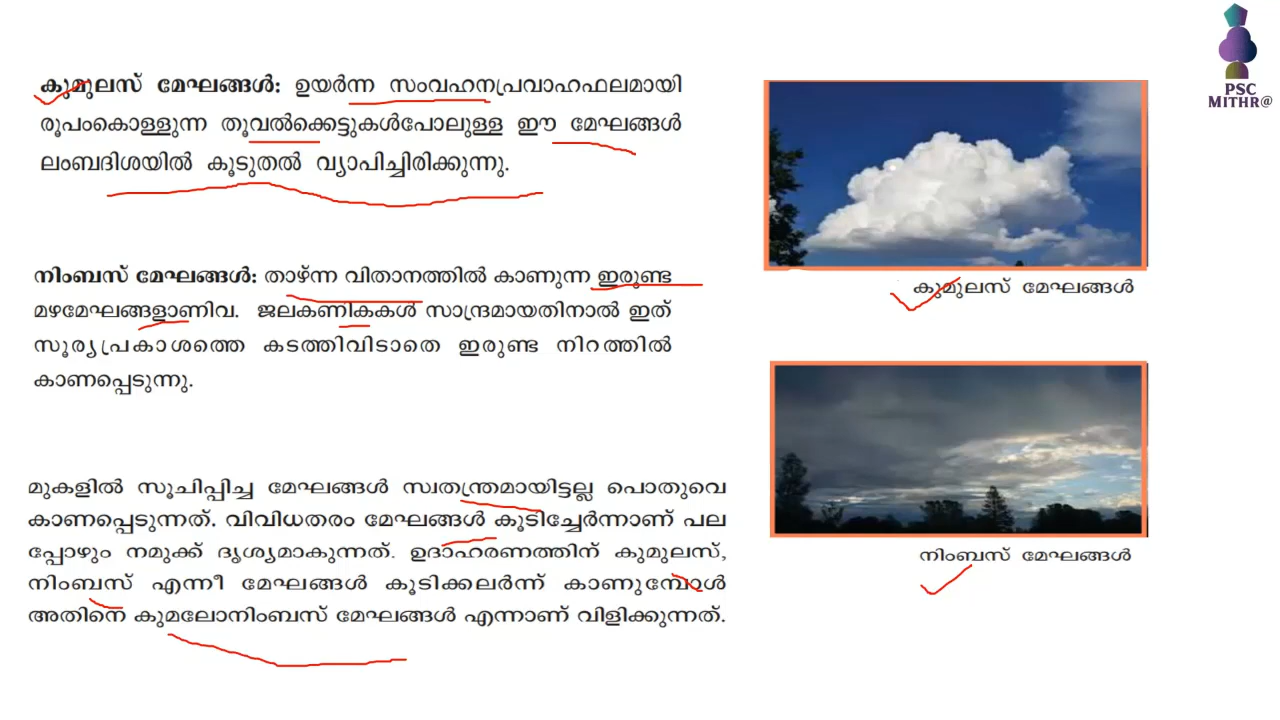 കുമുലസ് മേഘങ്ങൾ: ഉയർന്ന സംവഹനപ്രവാഹഫലമായി
രൂപംകൊള്ളുന്ന തൂവൽക്കെട്ടുകൾപോലുള്ള ഈ മേഘങ്ങൾ
ലംബദിശയിൽ കൂടുതൽ വ്യാപിച്ചിരിക്കുന്നു.
നിംബസ് മേഘങ്ങൾ: താഴ്ന്ന വിതാനത്തിൽ കാണുന്ന ഇരുണ്ട
മഴമേഘങ്ങളാണിവ. ജലകണികകൾ സാന്ദ്രമായതിനാൽ ഇത്
സൂര്യപ്രകാശത്തെ കടത്തിവിടാതെ ഇരുണ്ട നിറത്തിൽ
കാണപ്പെടുന്നു.
മുകളിൽ സൂചിപ്പിച്ച മേഘങ്ങൾ സ്വതന്ത്രമായിട്ടല്ല പൊതുവെ
കാണപ്പെടുന്നത്. വിവിധതരം മേഘങ്ങൾ കൂടിച്ചേർന്നാണ് പല
പ്പോഴും നമുക്ക് ദൃശ്യമാകുന്നത്. ഉദാഹരണത്തിന് കുമുലസ്,
നിംബസ് എന്നീ മേഘങ്ങൾ കൂടിക്കലർന്ന് കാണുമ്പോൾ
അതിനെ കുമലോനിംബസ് മേഘങ്ങൾ എന്നാണ് വിളിക്കുന്നത്.
PSC
MITHR@
കുമുലസ് മേഘങ്ങൾ
നിംബസ് മേഘങ്ങൾ